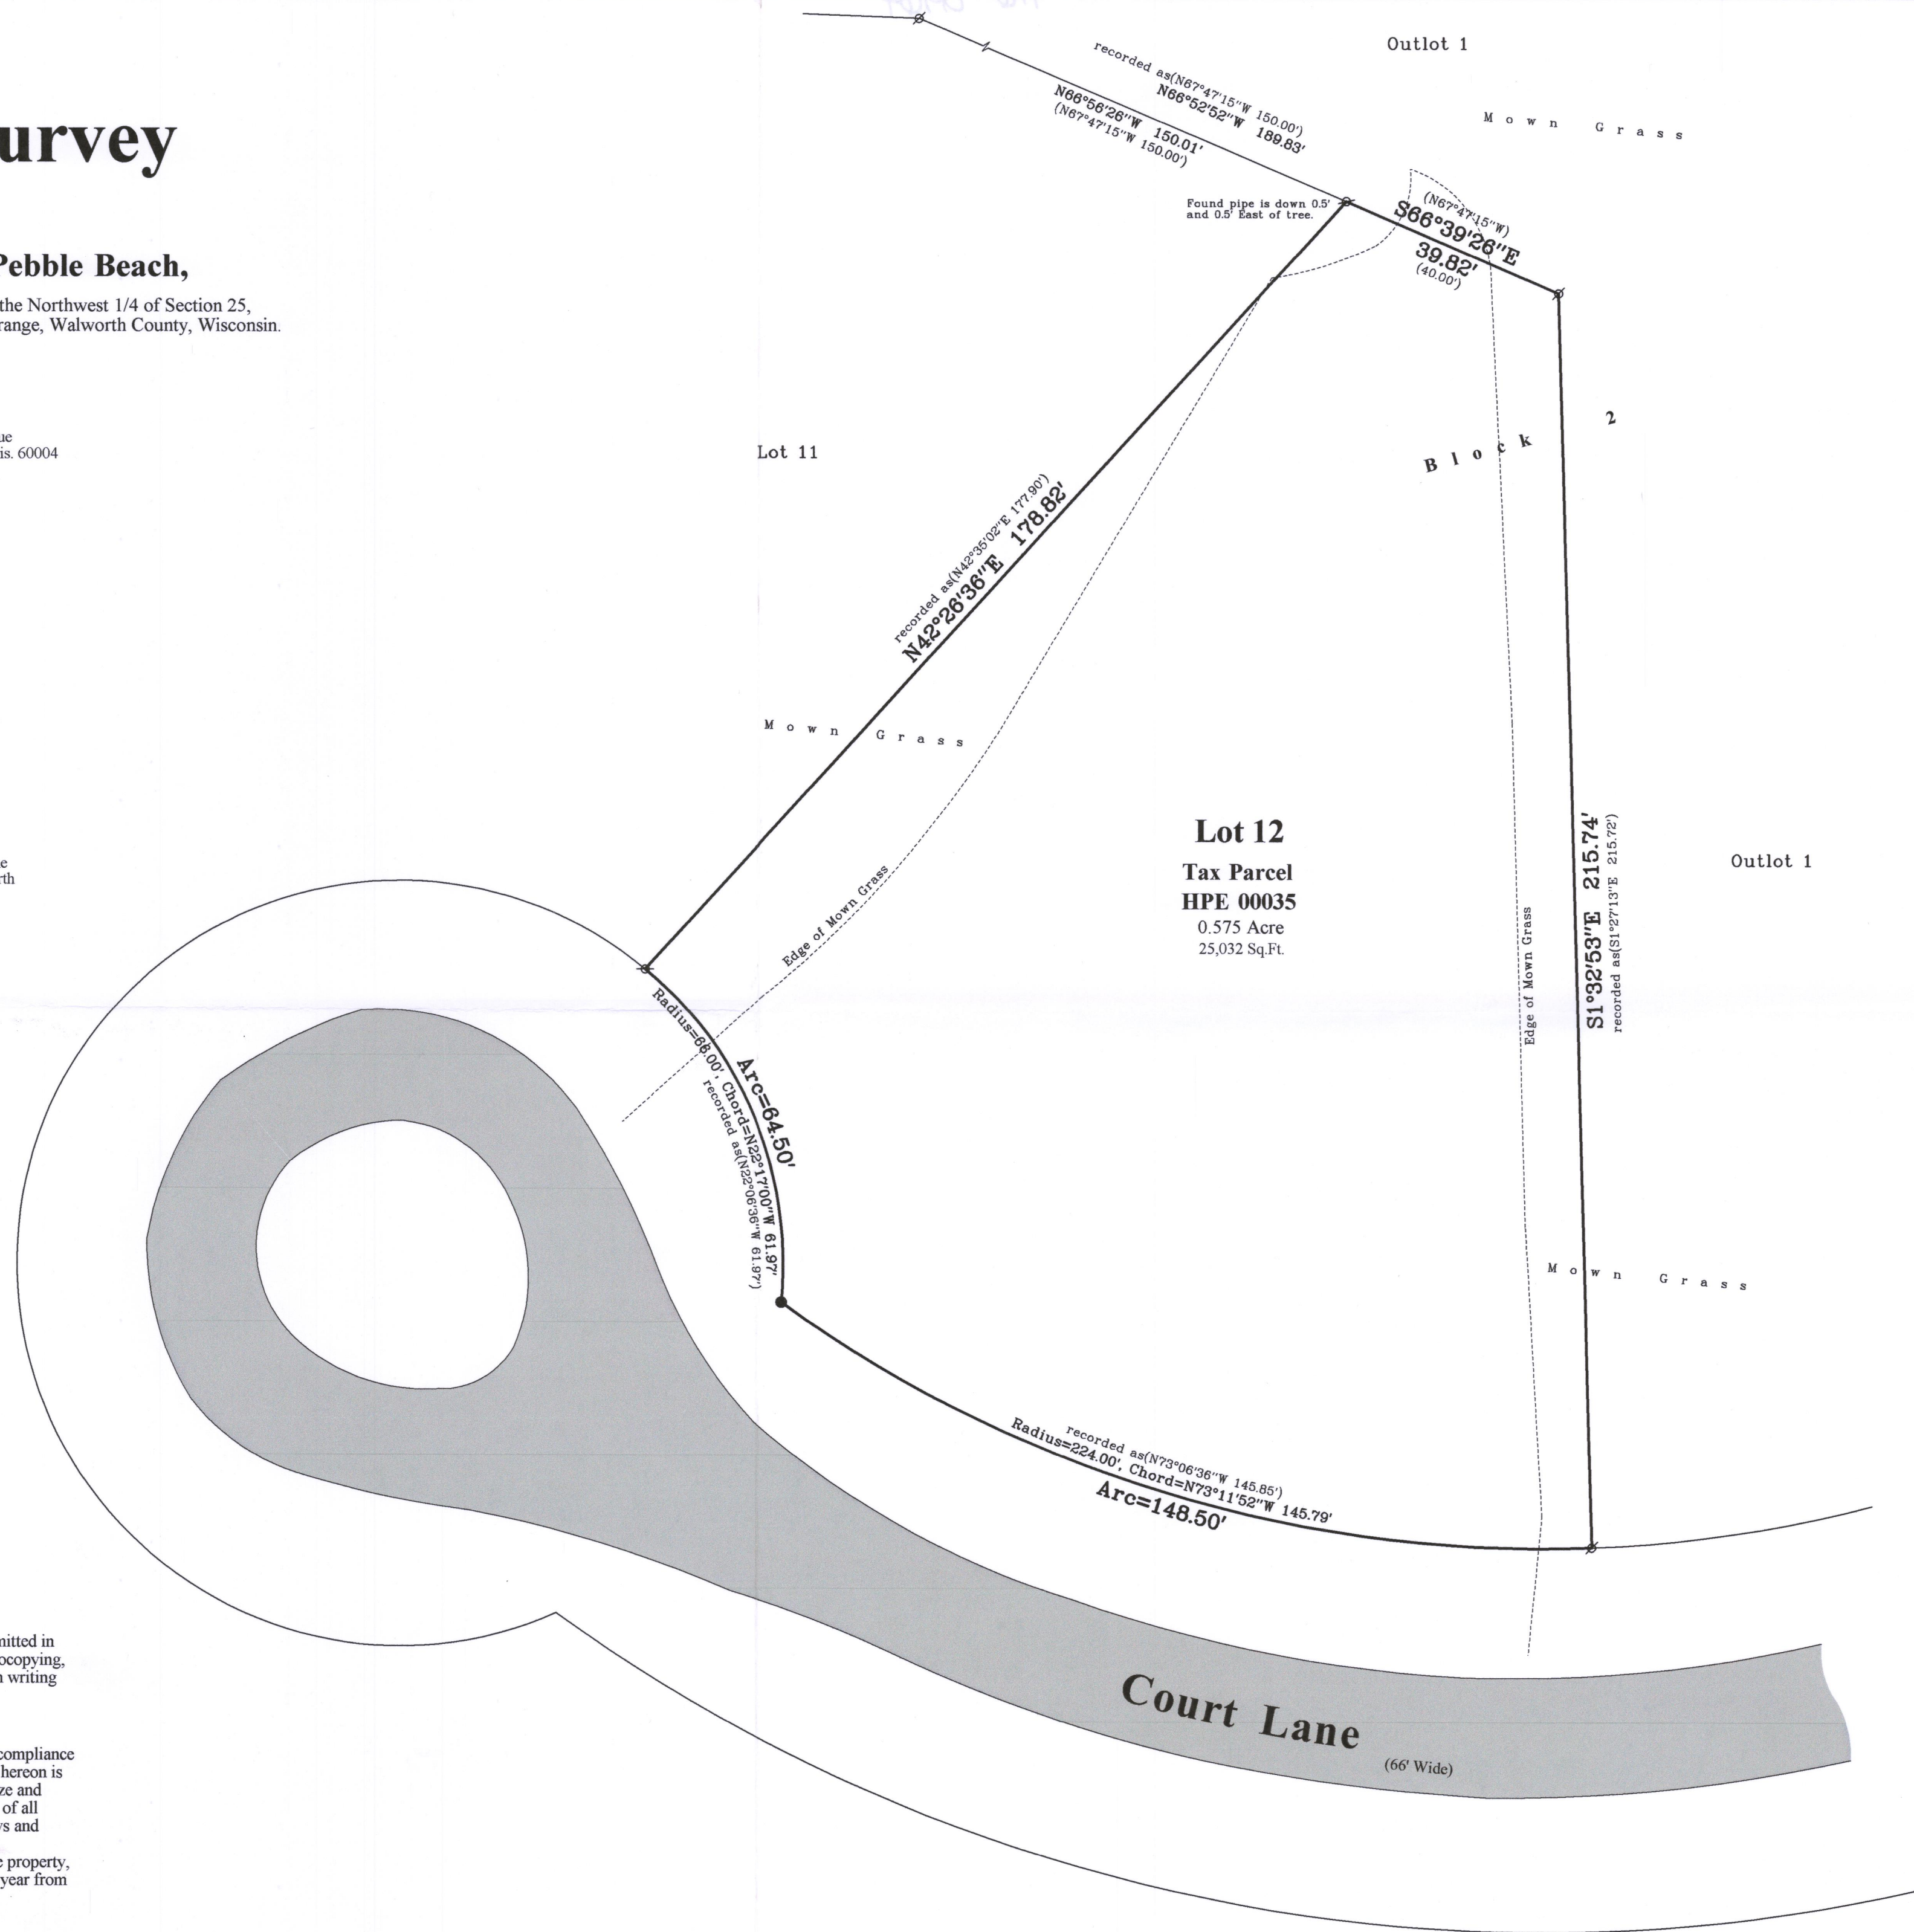 urvey
Pebble Beach,
the Northwest 1/4 of Section 25,
range, Walworth County, Wisconsin.
ue
is. 60004
e
rth
mitted in
ocopying,
n writing
compliance
hereon is
ze and
of all
ys and
e property,
year from
Outlot 1
recorded as(N67°47'15"W 150.00')
N66°52'52"W 189.83'
N66°56'26"W 150.01'
(N67°47'15"W 150.00')
Mown Grass
Found pipe is down 0.5'
and 0.5' East of tree.
(N67°47'15"W)
S66°39'26"E
39.82'
(40.00')
Block 2
Lot 11
recorded as(N42°35'02"E 177.90')
N42°26'36"E 178.82'
Mown Grass
Edge of Mown Grass
Lot 12
Tax Parcel
HPE 00035
0.575 Acre
25,032 Sq.Ft.
Edge of Mown Grass
S1°32'53"E 215.74'
recorded as(S1°27'13"E 215.72')
Outlot 1
Arc=64.50'
Radius=66.00', Chord=N22°17'00"W 61.97'
recorded as(N22°06'36"W 61.97')
Mown Grass
recorded as(N73°06'36"W 145.85')
Radius=224.00', Chord=N73°11'52"W 145.79'
Arc=148.50'
Court Lane
(66' Wide)